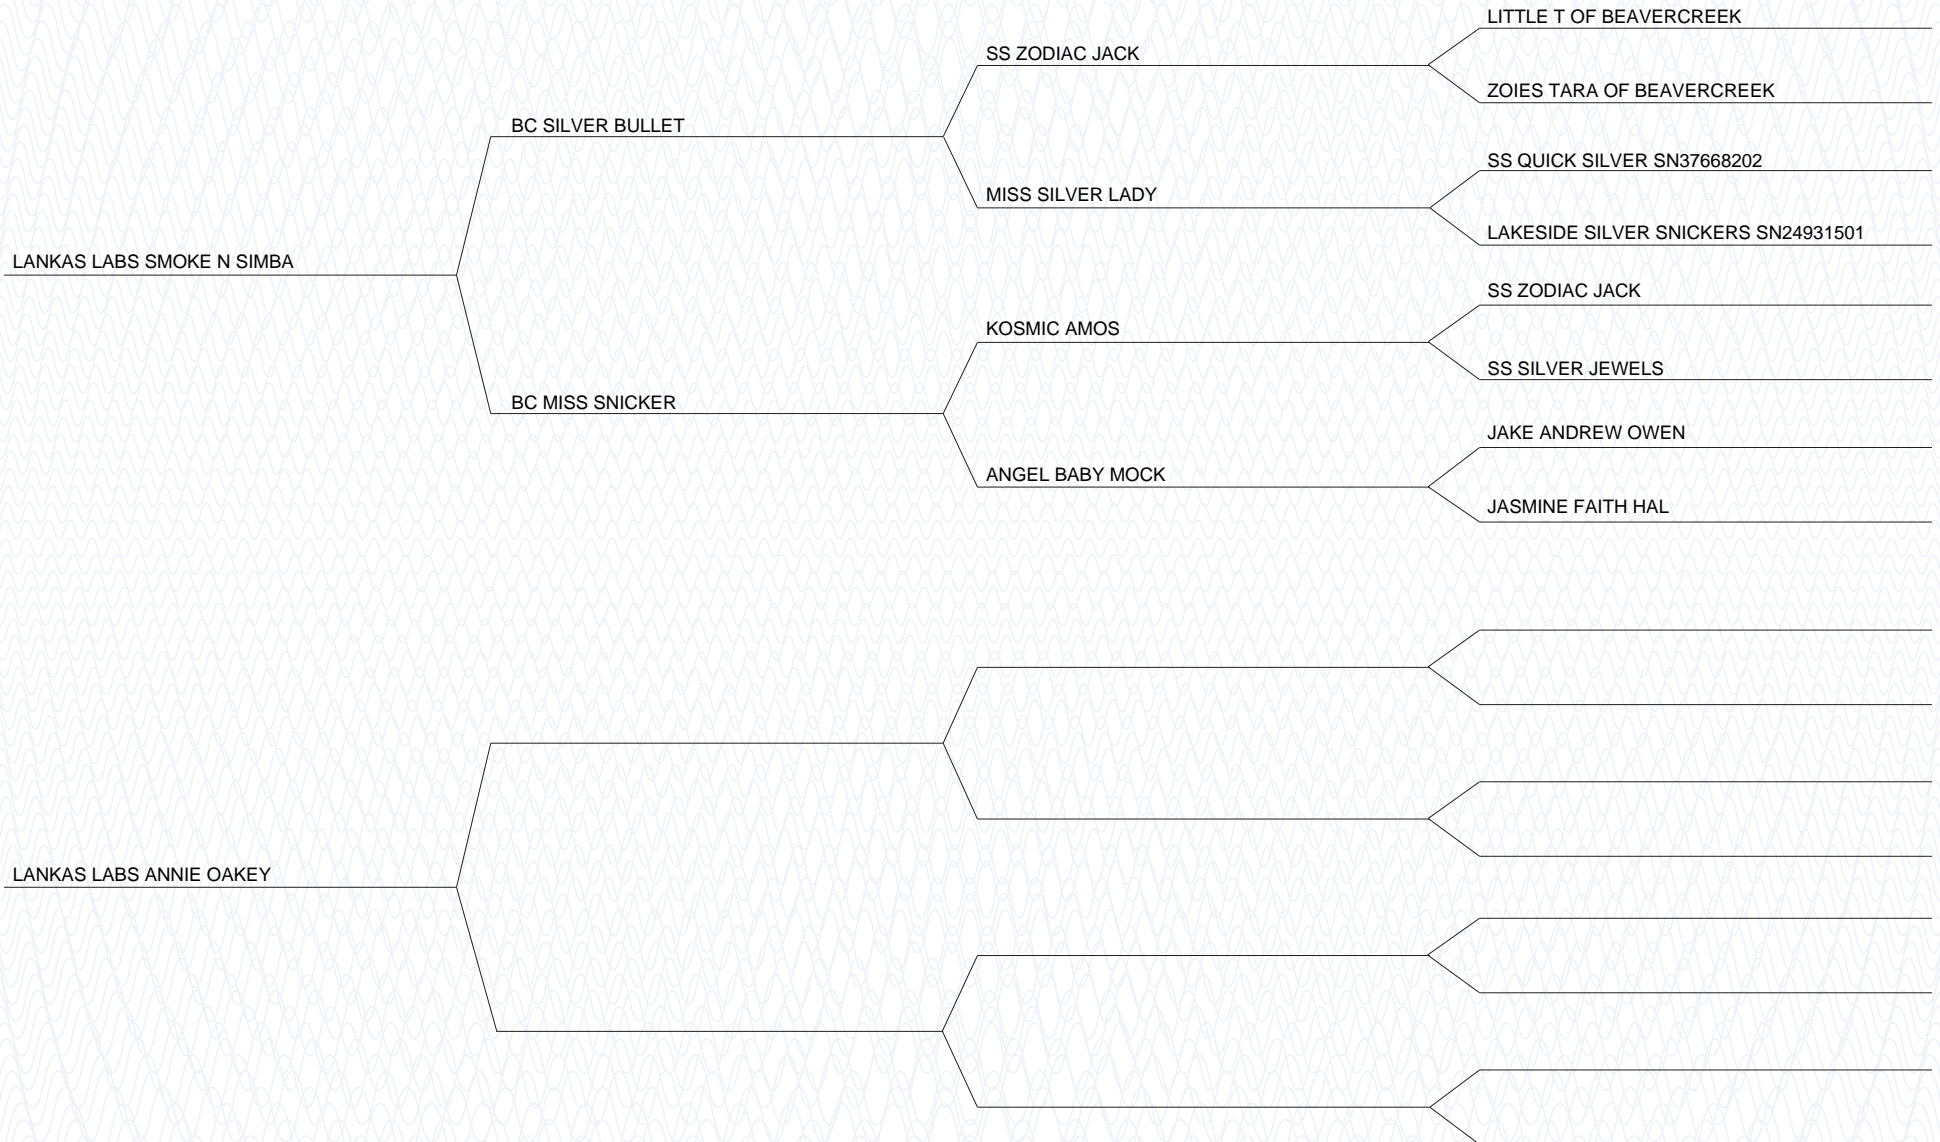 LITTLE T OF BEAVERCREEK
SS ZODIAC JACK
ZOIES TARA OF BEAVERCREEK
BC SILVER BULLET
SS QUICK SILVER SN37668202
MISS SILVER LADY
LAKESIDE SILVER SNICKERS SN24931501
LANKAS LABS SMOKE N SIMBA
SS ZODIAC JACK
KOSMIC AMOS
SS SILVER JEWELS
BC MISS SNICKER
JAKE ANDREW OWEN
ANGEL BABY MOCK
JASMINE FAITH HAL
LANKAS LABS ANNIE OAKEY